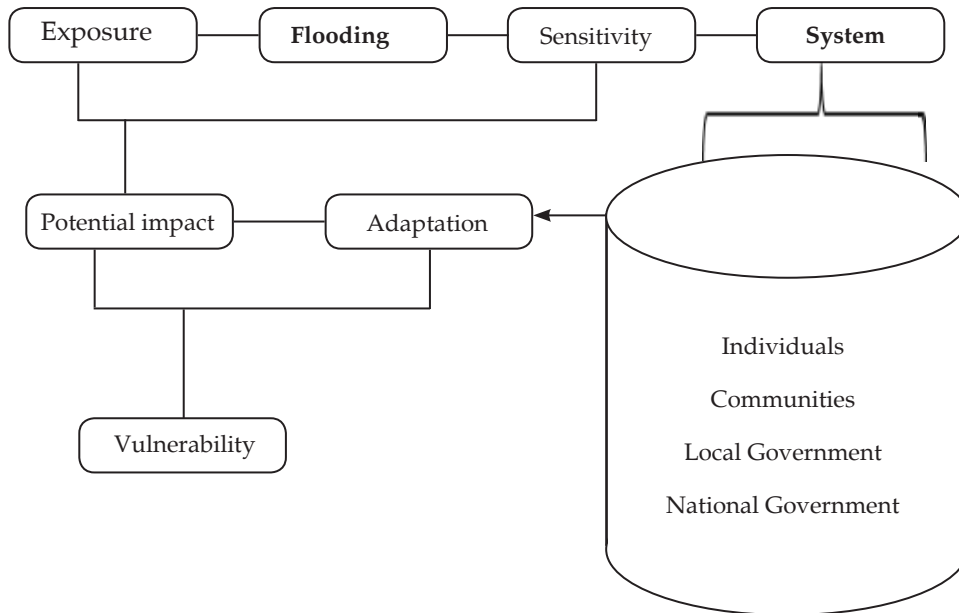 Exposure
Flooding
Sensitivity
System
Potential impact
Adaptation
Individuals
Communities
Local Government
National Government
Vulnerability